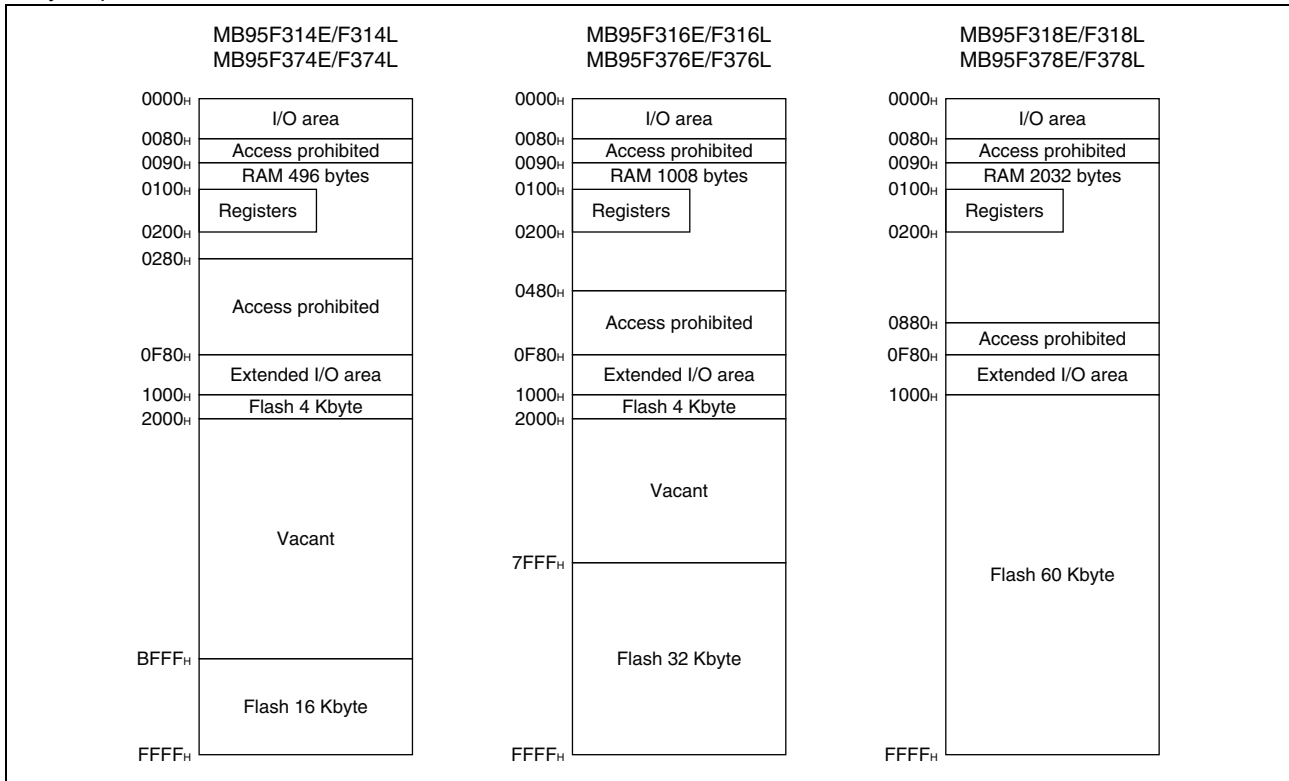 MB95F314E/F314L
MB95F374E/F374L
0000H
I/O area
0080H
Access prohibited
0090H
RAM 496 bytes
0100H
Registers
0200H
0280H
Access prohibited
0F80H
Extended I/O area
1000H
Flash 4 Kbyte
2000H
Vacant
BFFFH
Flash 16 Kbyte
FFFFH
MB95F316E/F316L
MB95F376E/F376L
0000H
I/O area
0080H
Access prohibited
0090H
RAM 1008 bytes
0100H
Registers
0200H
0480H
Access prohibited
0F80H
Extended I/O area
1000H
Flash 4 Kbyte
2000H
Vacant
7FFFH
Flash 32 Kbyte
FFFFH
MB95F318E/F318L
MB95F378E/F378L
0000H
I/O area
0080H
Access prohibited
0090H
RAM 2032 bytes
0100H
Registers
0200H
0880H
Access prohibited
0F80H
Extended I/O area
1000H
Flash 60 Kbyte
FFFFH